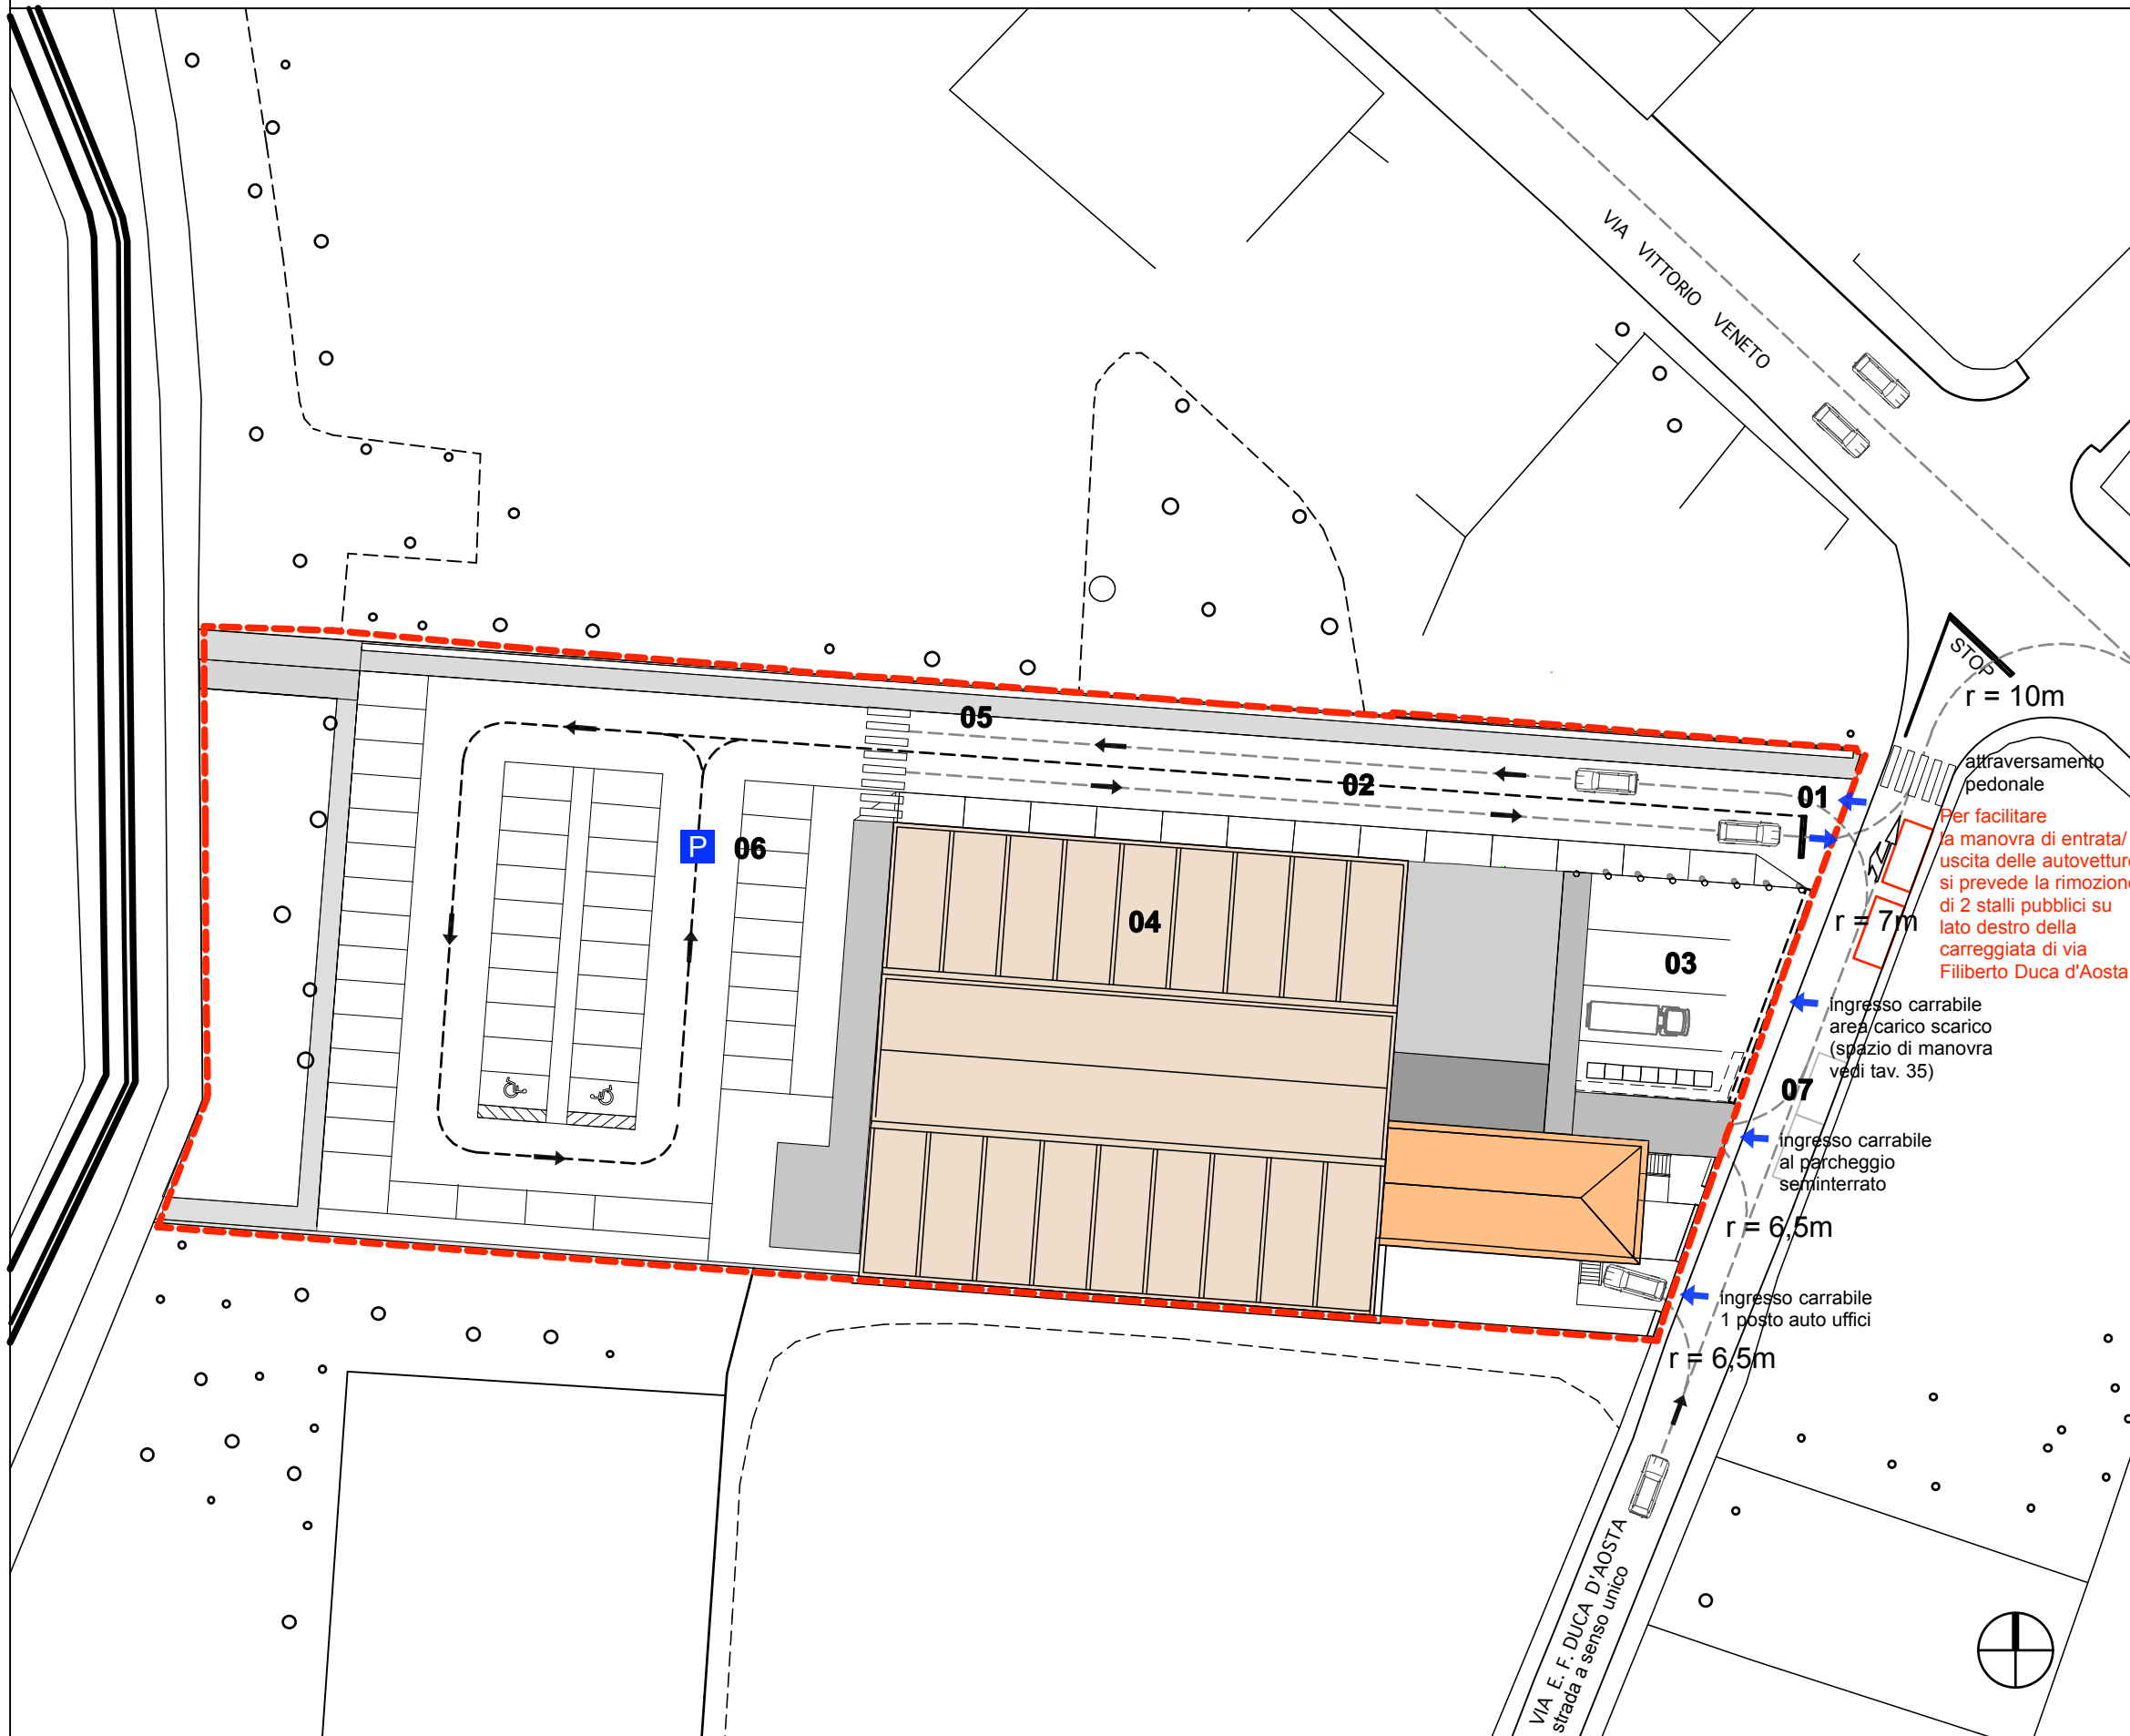 VIA VITTORIO VENETO
STOP
r = 10m
attraversamento
pedonale
05
02
01
Per facilitare
la manovra di entrata/
uscita delle autovetture
si prevede la rimozione
di 2 stalli pubblici su
lato destro della
carreggiata di via
Filiberto Duca d'Aosta
P
06
04
r = 7m
03
ingresso carrabile
area carico scarico
(spazio di manovra
vedi tav. 35)
07
ingresso carrabile
al parcheggio
seminterrato
r = 6,5m
ingresso carrabile
1 posto auto uffici
r = 6,5m
VIA E. F. DUCA D'AOSTA
strada a senso unico